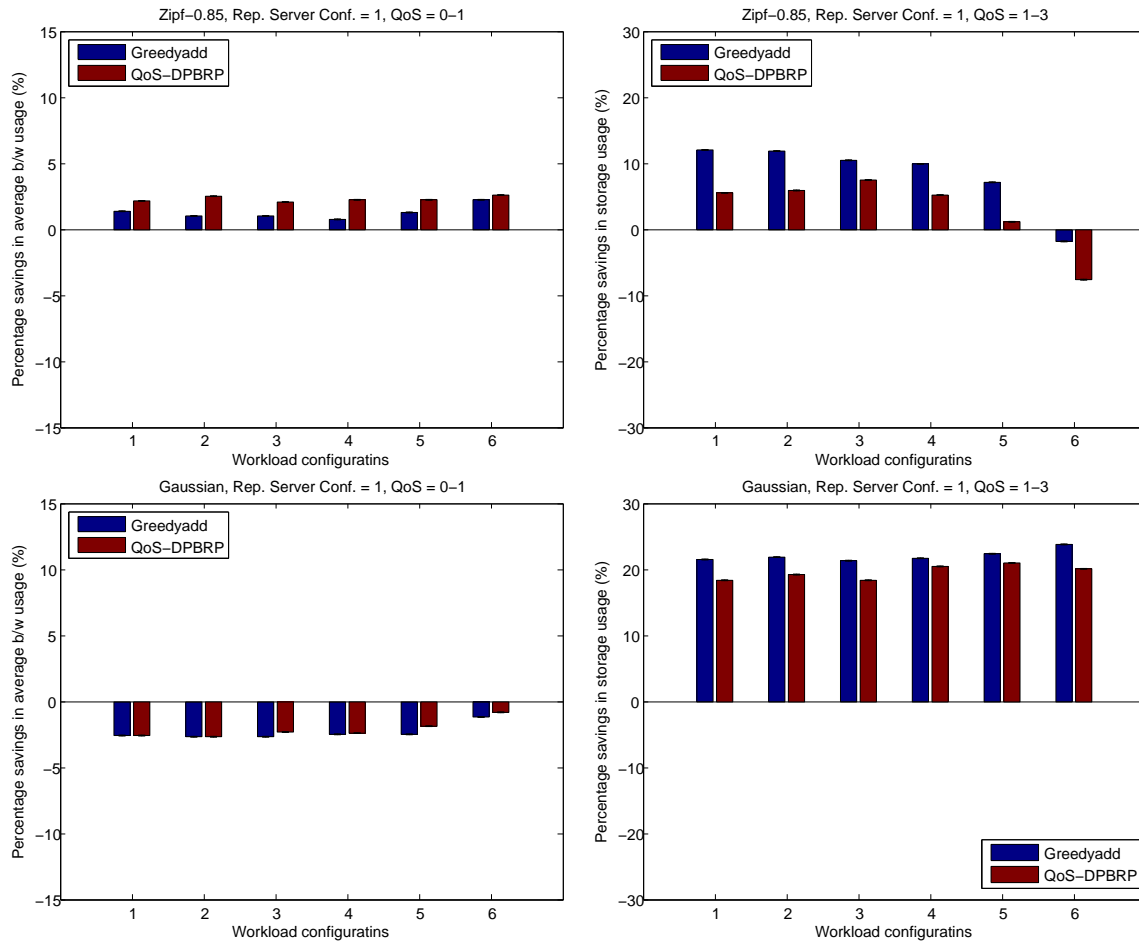 Zipf−0.85, Rep. Server Conf. = 1, QoS = 0−1
15
10
5
0
−5
−10
−15
Percentage savings in average b/w usage (%)
Greedyadd
QoS−DPBRP
1 2 3 4 5 6
Workload configuratins
Zipf−0.85, Rep. Server Conf. = 1, QoS = 1−3
30
20
10
0
−10
−20
−30
Percentage savings in storage usage (%)
Greedyadd
QoS−DPBRP
1 2 3 4 5 6
Workload configuratins
Gaussian, Rep. Server Conf. = 1, QoS = 0−1
15
10
5
0
−5
−10
−15
Percentage savings in average b/w usage (%)
Greedyadd
QoS−DPBRP
1 2 3 4 5 6
Workload configuratins
Gaussian, Rep. Server Conf. = 1, QoS = 1−3
30
20
10
0
−10
−20
−30
Percentage savings in storage usage (%)
Greedyadd
QoS−DPBRP
1 2 3 4 5 6
Workload configuratins